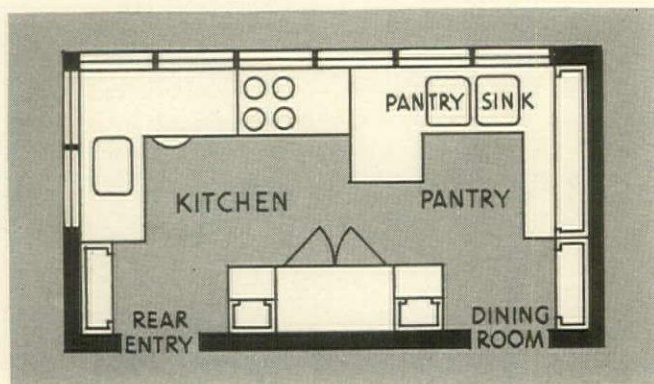 PANTRY SINK
KITCHEN
PANTRY
REAR
ENTRY
DINING
ROOM